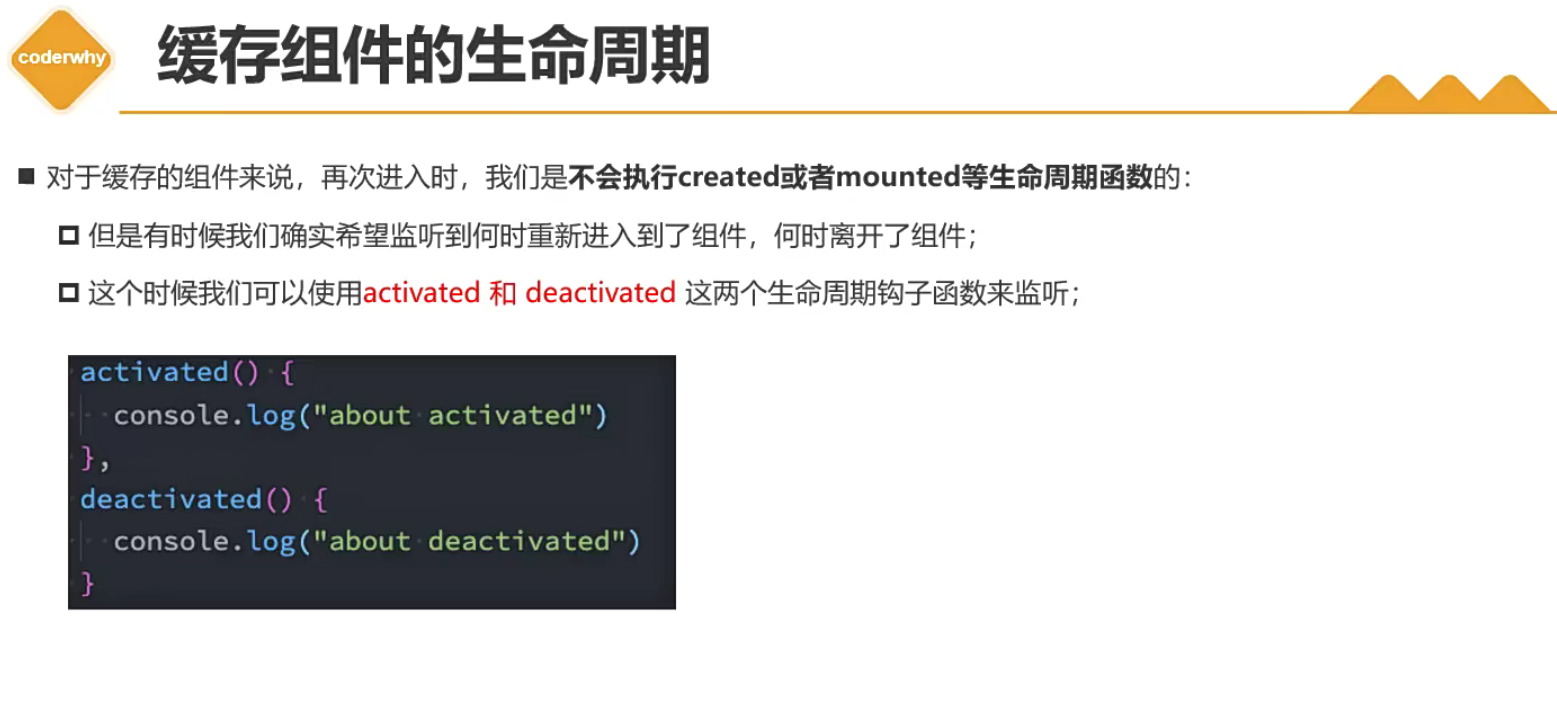 coderwhy
缓存组件的生命周期
对于缓存的组件来说，再次进入时，我们是不会执行created或者mounted等生命周期函数的：
但是有时候我们确实希望监听到何时重新进入到了组件，何时离开了组件；
这个时候我们可以使用activated 和 deactivated 这两个生命周期钩子函数来监听；
activated() {
  console.log("about activated")
},
deactivated() {
  console.log("about deactivated")
}